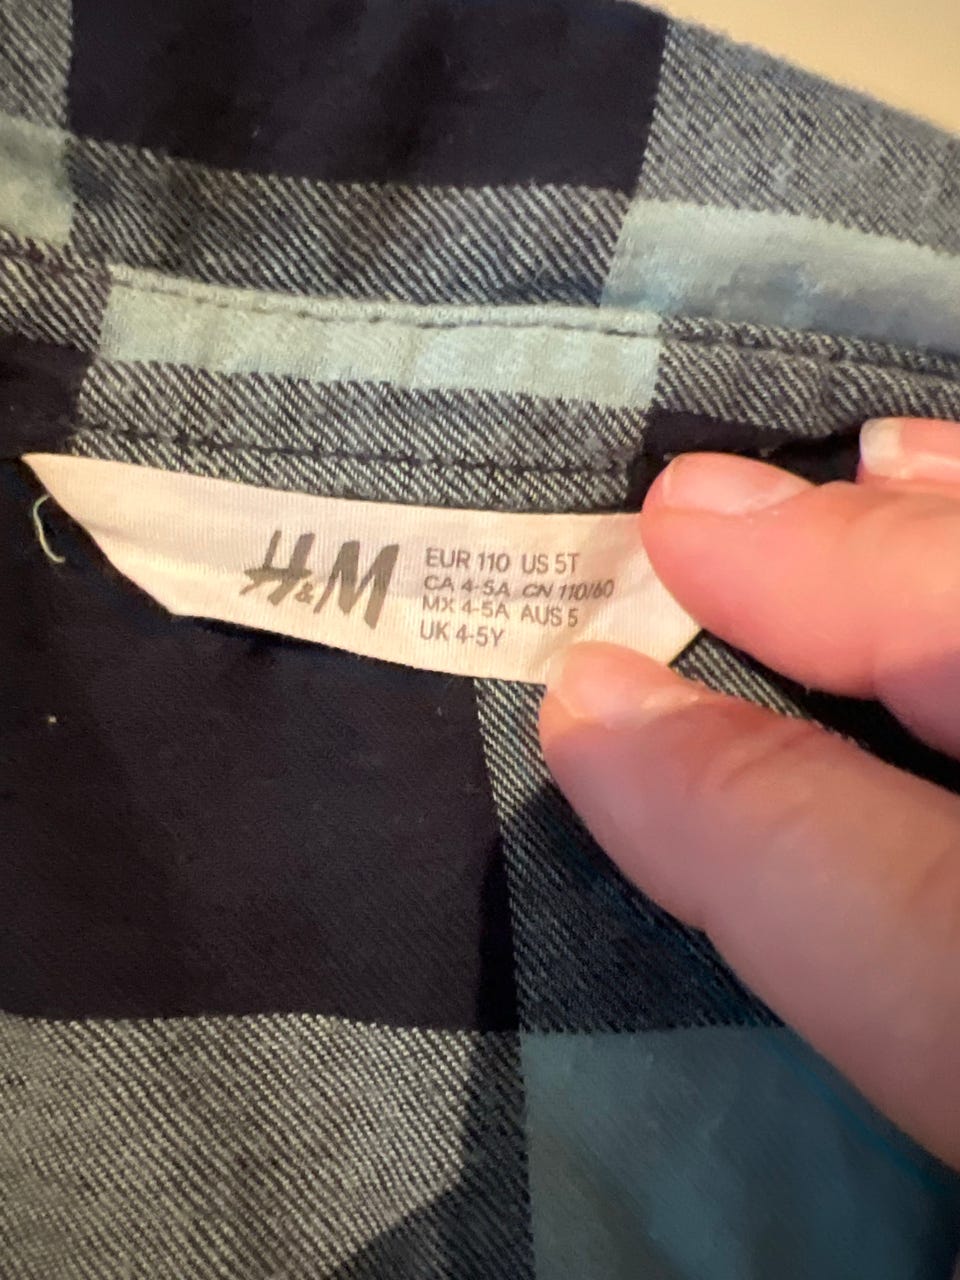 H&M
EUR 110 US 5T
CA 4-5A CN 110/60
MX 4-5A AUS 5
UK 4-5Y